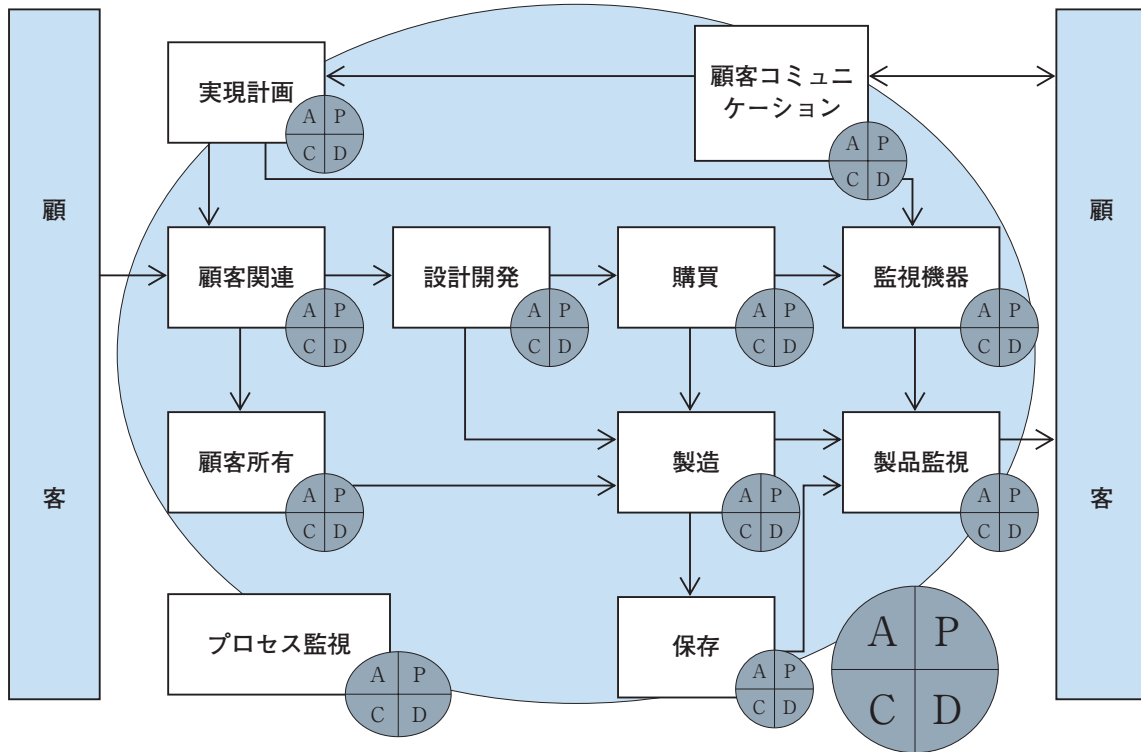 実現計画
A P
C D
顧客コミュニ
ケーション
A P
C D
顧
客
顧
客
顧客関連
A P
C D
設計開発
A P
C D
購買
A P
C D
監視機器
A P
C D
顧客所有
A P
C D
製造
A P
C D
製品監視
A P
C D
プロセス監視
A P
C D
保存
A P
C D
A P
C D